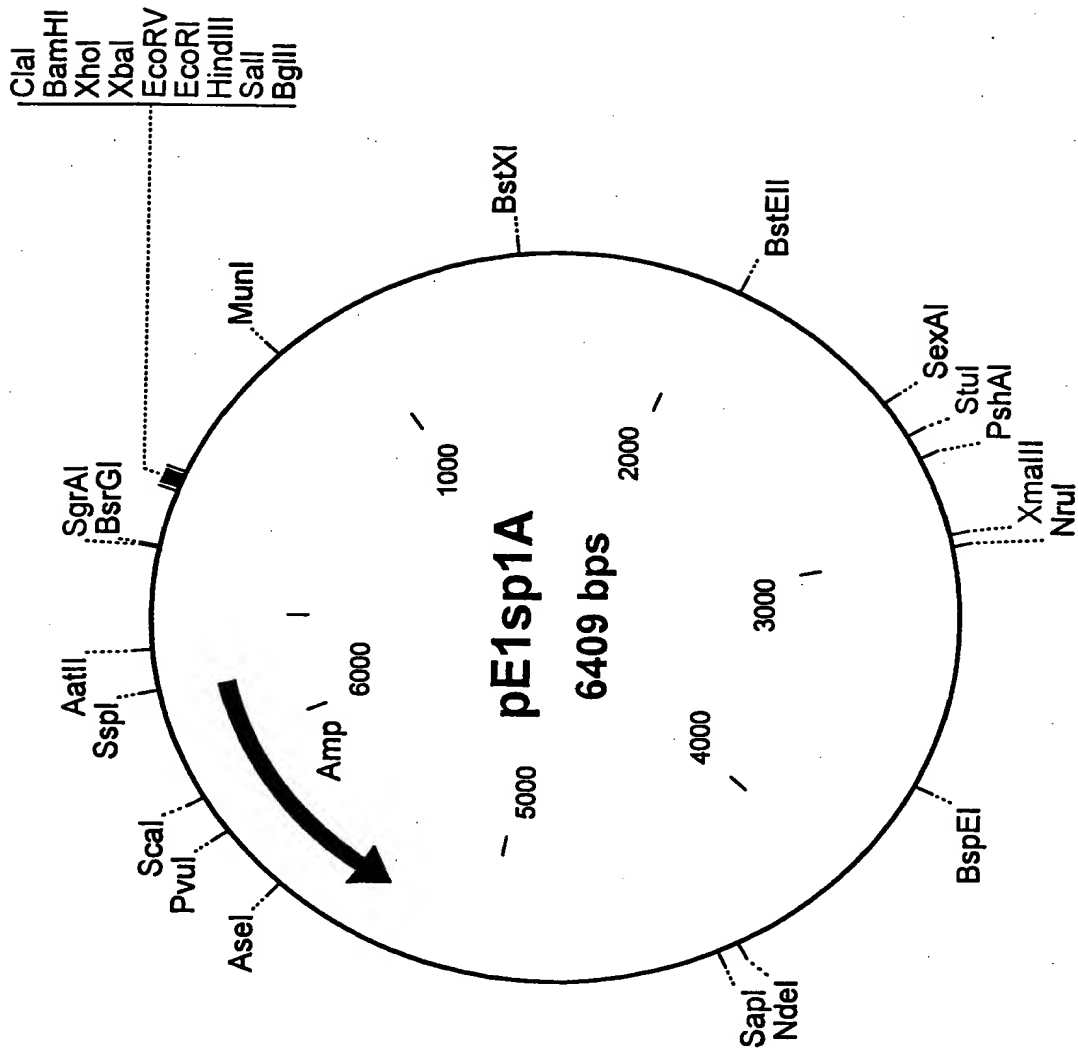 ClaI
BamHI
XhoI
XbaI
EcoRV
EcoRI
HindIII
SalI
BglII
SgrAI
BsrGI
MunI
BstXI
BstEII
SexAI
StuI
PshAI
XmaIII
NruI
BspEI
NdeI
SapI
AseI
PvuI
ScaI
SspI
AatII
Amp
1000
2000
3000
4000
5000
6000
pE1sp1A
6409 bps